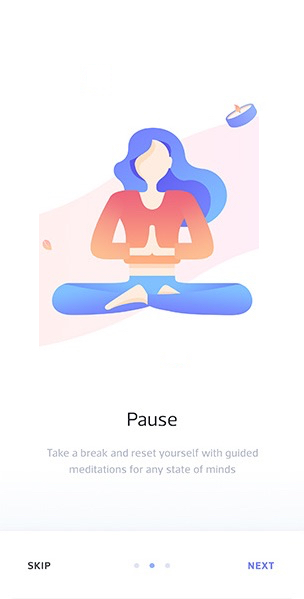 Pause
Take a break and reset yourself with guided
meditations for any state of minds
SKIP
NEXT